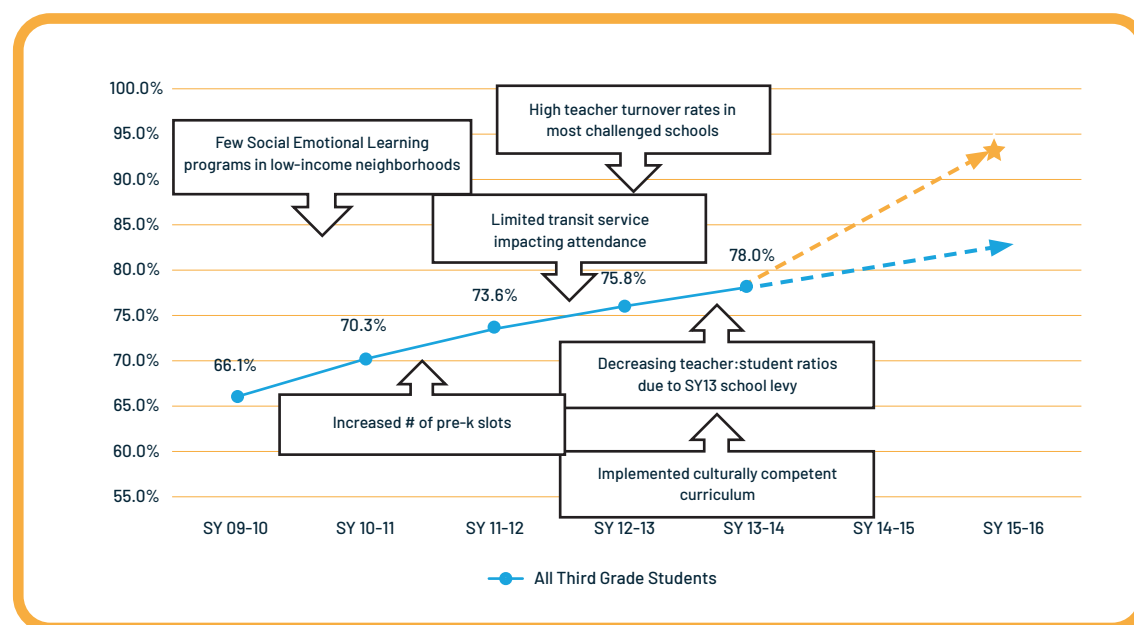 100.0%
95.0%
90.0%
85.0%
80.0%
75.0%
70.0%
65.0%
60.0%
55.0%
Few Social Emotional Learning
programs in low-income neighborhoods
High teacher turnover rates in
most challenged schools
Limited transit service
impacting attendance
66.1%
70.3%
73.6%
75.8%
78.0%
Increased # of pre-k slots
Decreasing teacher:student ratios
due to SY13 school levy
Implemented culturally competent
curriculum
SY 09-10
SY 10-11
SY 11-12
SY 12-13
SY 13-14
SY 14-15
SY 15-16
All Third Grade Students